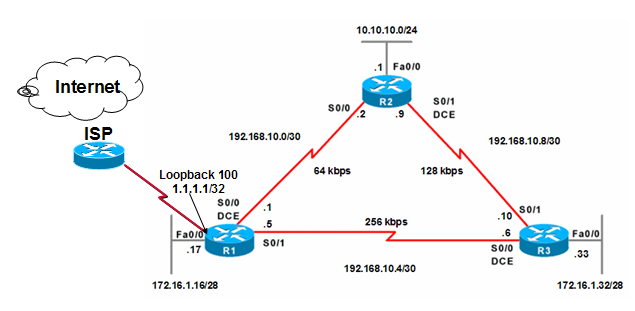 10.10.10.0/24
.1
Fa0/0
Internet
R2
S0/0
.2
.9
S0/1
DCE
ISP
192.168.10.0/30
192.168.10.8/30
Loopback 100
1.1.1.1/32
64 kbps
128 kbps
S0/0
DCE
.1
.5
256 kbps
.10
S0/1
.6
Fa0/0
.17
R1
S0/1
S0/0
DCE
R3
Fa0/0
.33
192.168.10.4/30
172.16.1.16/28
172.16.1.32/28